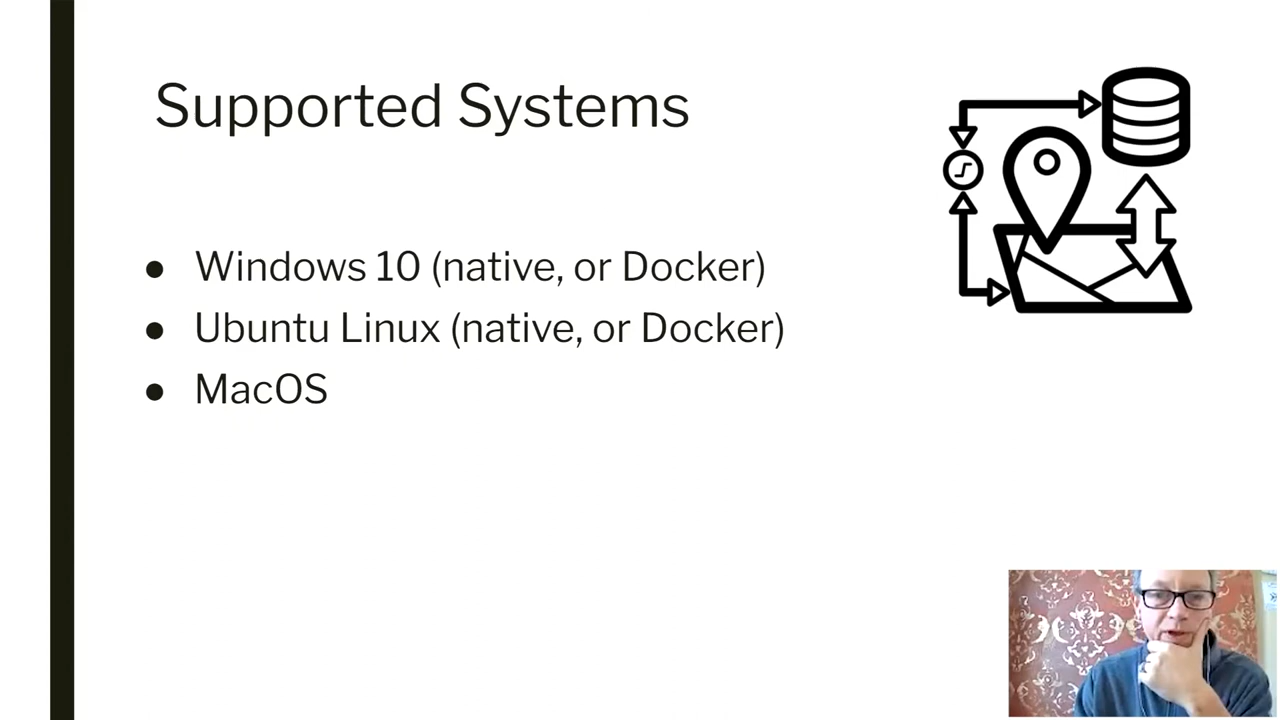 Supported Systems
● Windows 10 (native, or Docker)
● Ubuntu Linux (native, or Docker)
● MacOS